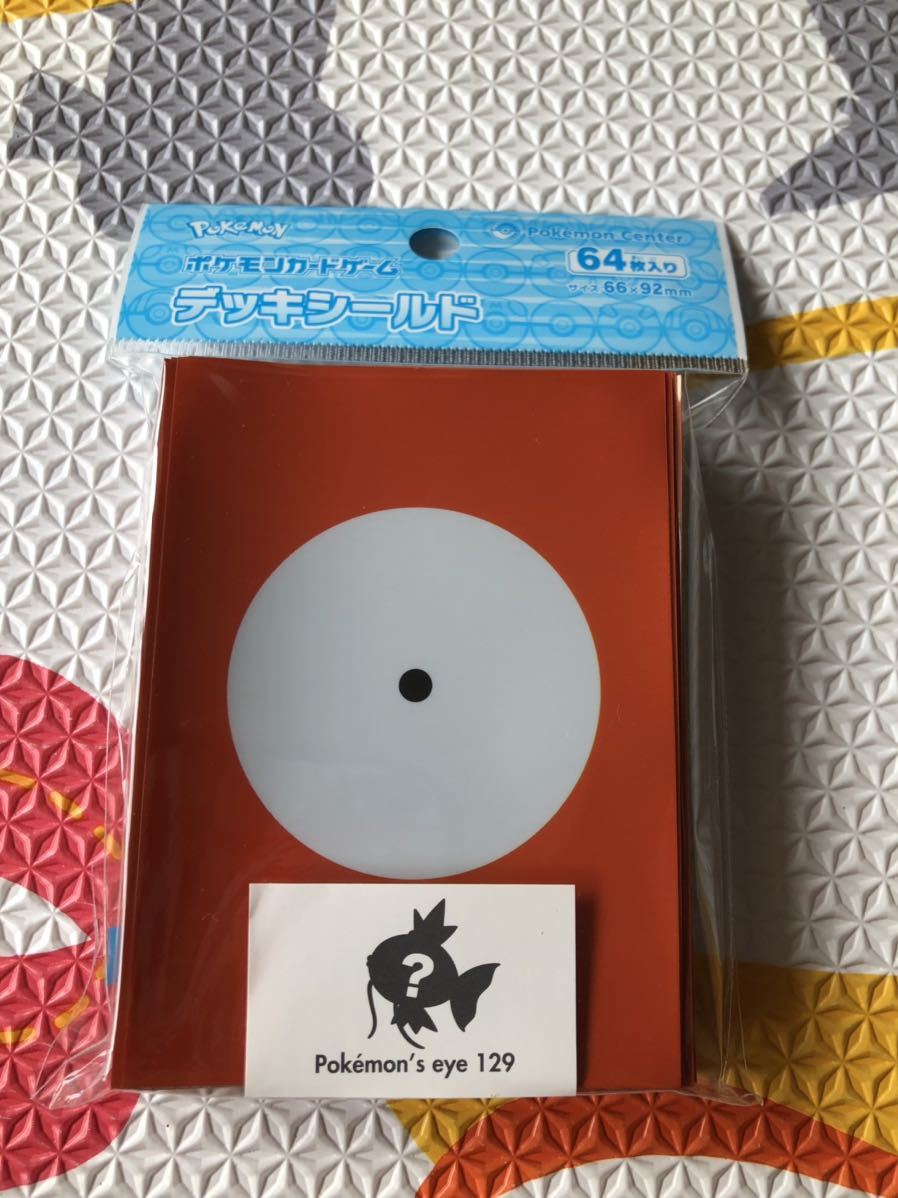 POKÉMON
Pokémon Center
ポケモンカードゲーム
64枚入り
デッキシールド
サイズ 66×92mm
?
Pokémon's eye 129